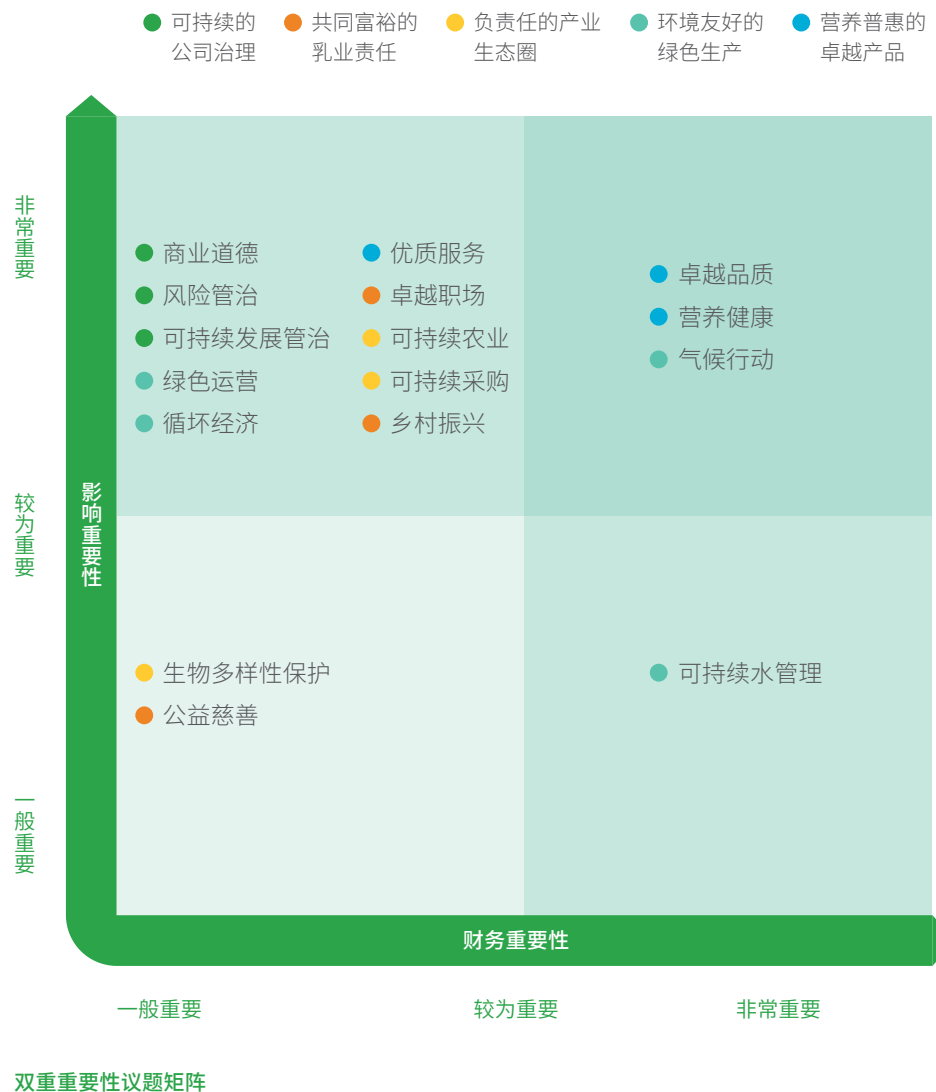 可持续的
公司治理
共同富裕的
乳业责任
负责任的产业
生态圈
环境友好的
绿色生产
营养普惠的
卓越产品
非常重要
较为重要
一般重要
影响重要性
商业道德
风险管治
可持续发展管治
绿色运营
循环经济
优质服务
卓越职场
可持续农业
可持续采购
乡村振兴
卓越品质
营养健康
气候行动
生物多样性保护
公益慈善
可持续水管理
财务重要性
一般重要
较为重要
非常重要
双重重要性议题矩阵